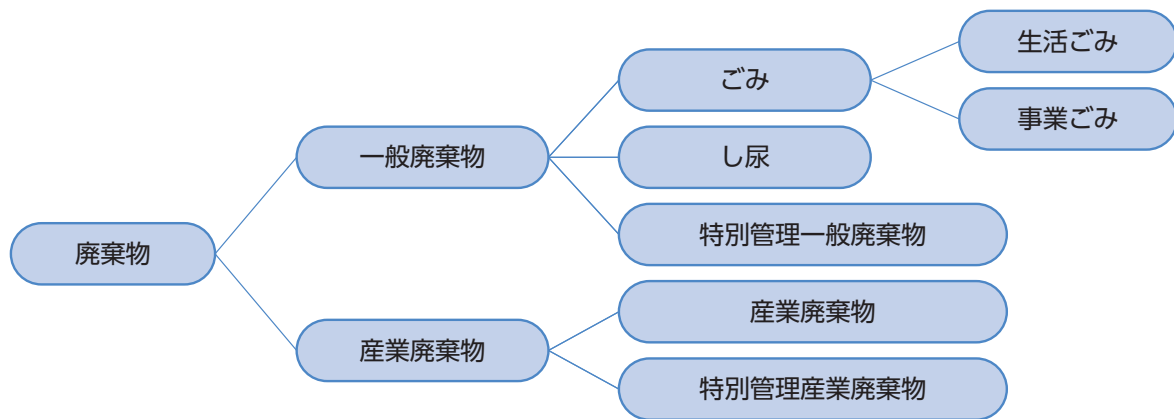 廃棄物
一般廃棄物
ごみ
生活ごみ
事業ごみ
し尿
特別管理一般廃棄物
産業廃棄物
産業廃棄物
特別管理産業廃棄物